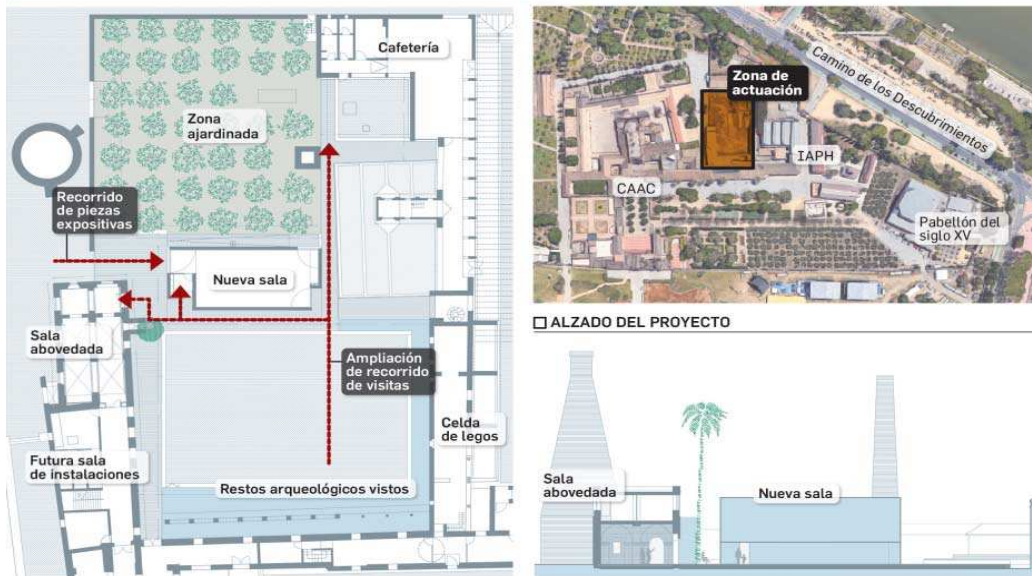 Cafetería
Zona
ajardinada
Recorrido
de piezas
expositivas
Nueva sala
Sala
abovedada
Ampliación
de recorrido
de visitas
Celda
de legos
Futura sala
de instalaciones
Restos arqueológicos vistos
Zona de
actuación
Camino de los Descubrimientos
IAPH
CAAC
Pabellón del
siglo XV
ALZADO DEL PROYECTO
Sala
abovedada
Nueva sala